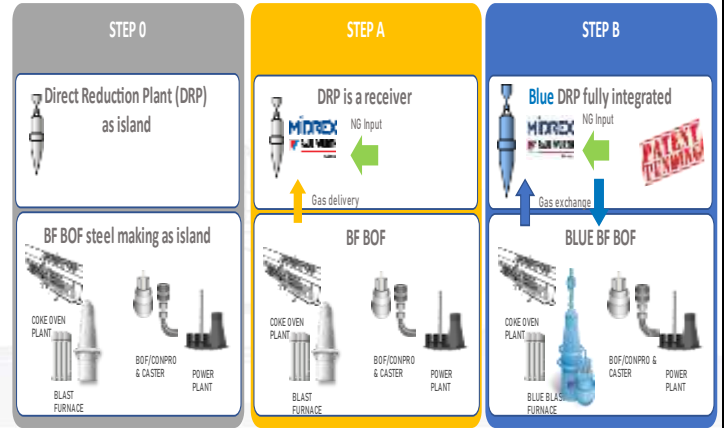 STEP 0
Direct Reduction Plant (DRP)
as island
BF BOF steel making as island
COKE OVEN
PLANT
BLAST
FURNACE
BOF/CONPRO
& CASTER
POWER
PLANT
STEP A
DRP is a receiver
MIDREX
NG Input
Gas delivery
BF BOF
COKE OVEN
PLANT
BLAST
FURNACE
BOF/CONPRO
& CASTER
POWER
PLANT
STEP B
Blue DRP fully integrated
MIDREX
NG Input
PATENT
PENDING
Gas exchange
BLUE BF BOF
COKE OVEN
PLANT
BLUE BLAST
FURNACE
BOF/CONPRO &
CASTER
POWER
PLANT